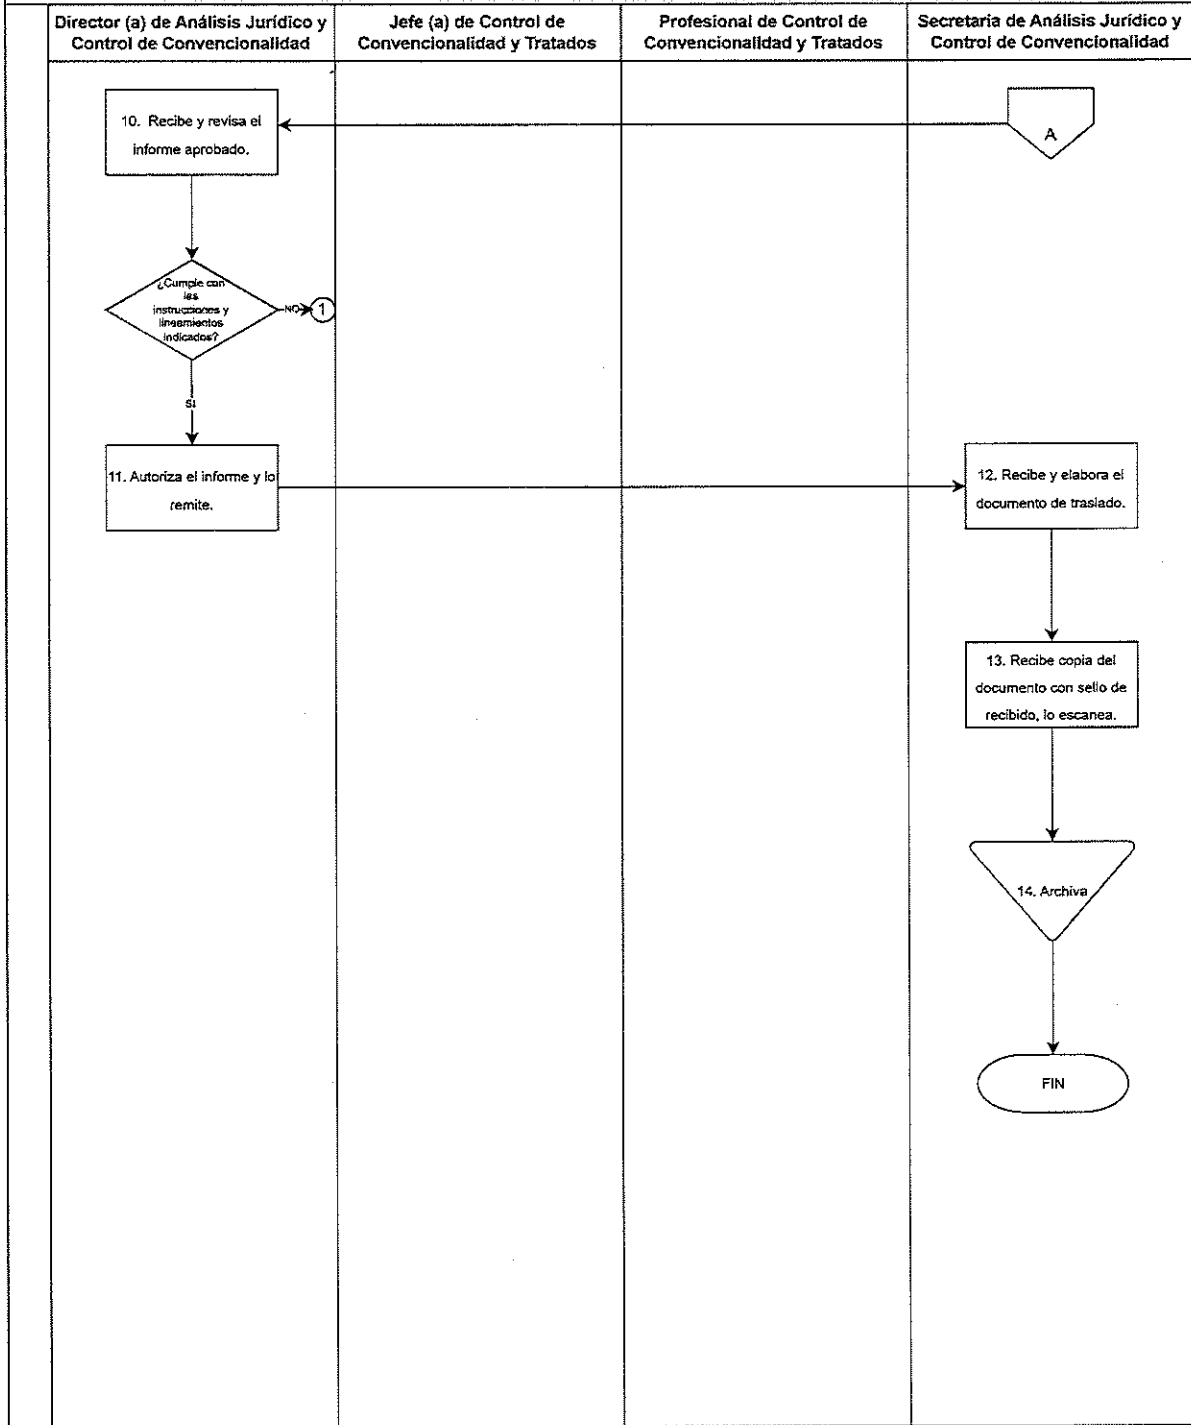 Director (a) de Análisis Jurídico y
Control de Convencionalidad
Jefe (a) de Control de
Convencionalidad y Tratados
Profesional de Control de
Convencionalidad y Tratados
Secretaria de Análisis Jurídico y
Control de Convencionalidad
10. Recibe y revisa el
informe aprobado.
A
¿Cumple con
las
instrucciones y
lineamientos
indicados?
NO
1
SI
11. Autoriza el informe y lo
remite.
12. Recibe y elabora el
documento de traslado.
13. Recibe copia del
documento con sello de
recibido, lo escanea.
14. Archiva
FIN